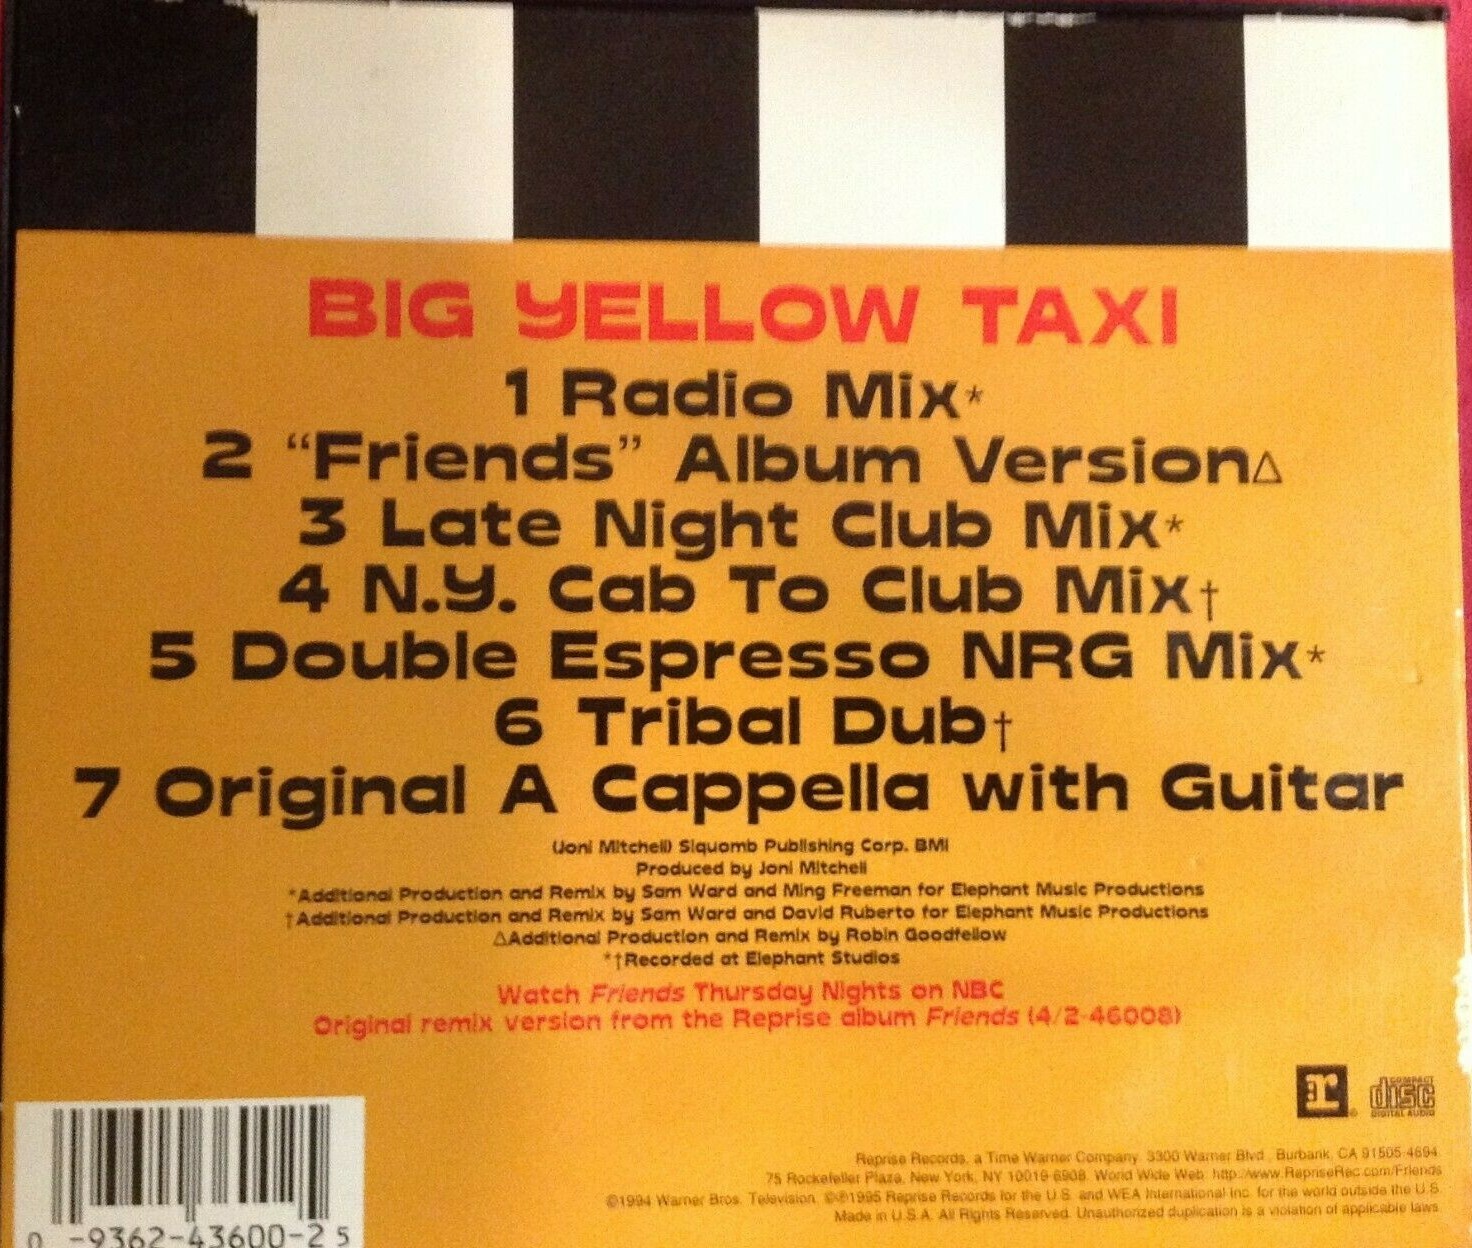 BIG YELLOW TAXI
1 Radio Mix*
2 “Friends” Album Version△
3 Late Night Club Mix*
4 N.Y. Cab To Club Mix†
5 Double Espresso NRG Mix*
6 Tribal Dub†
7 Original A Cappella with Guitar
(Joni Mitchell) Siquomb Publishing Corp. BMI
Produced by Joni Mitchell
*Additional Production and Remix by Sam Ward and Ming Freeman for Elephant Music Productions
†Additional Production and Remix by Sam Ward and David Ruberto for Elephant Music Productions
△Additional Production and Remix by Robin Goodfellow
*†Recorded at Elephant Studios
Watch Friends Thursday Nights on NBC
Original remix version from the Reprise album Friends (4/2-46008)
r ®
COMPACT
disc
DIGITAL AUDIO
Reprise Records, a Time Warner Company. 3300 Warner Blvd., Burbank, CA 91505-4694.
75 Rockefeller Plaza, New York, NY 10019-6908. World Wide Web: http://www.RepriseRec.com/Friends
©1994 Warner Bros. Television. ©℗1995 Reprise Records for the U.S. and WEA International Inc. for the world outside the U.S.
Made in U.S.A. All Rights Reserved. Unauthorized duplication is a violation of applicable laws.
0 -9362-43600-2 5